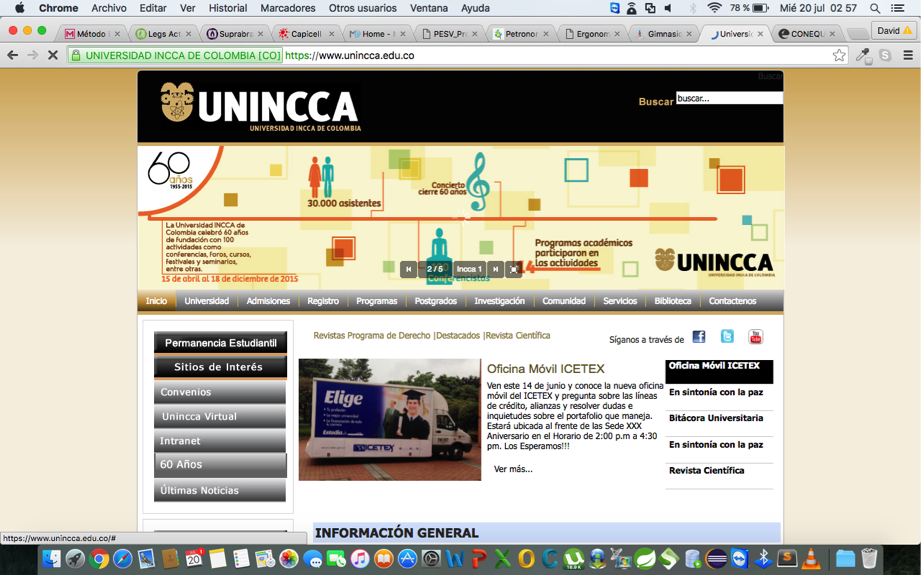 Chrome Archivo Editar Ver Historial Marcadores Otros usuarios Ventana Ayuda 78 % Mié 20 jul 02 57
Método Legs Act Suprabra Capicell Home - PESV_Pr Petronos Ergonom Gimnasio Universi CONEQU David
UNIVERSIDAD INCCA DE COLOMBIA [CO] https://www.unincca.edu.co
Buscar
UNINCCA
UNIVERSIDAD INCCA DE COLOMBIA
Buscar buscar...
60
años
1955-2015
30.000 asistentes
Concierto
cierre 60 años
La Universidad INCCA de
Colombia celebró 60 años
de fundación con 100
actividades como
conferencias, foros, cursos,
festivales y seminarios,
entre otras.
15 de abril al 18 de diciembre de 2015
2 / 5 Incca 1
Conferencistas
14 Programas académicos
participaron en
las actividades
UNINCCA
UNIVERSIDAD INCCA DE COLOMBIA
Inicio Universidad Admisiones Registro Programas Postgrados Investigación Comunidad Servicios Biblioteca Contactenos
Permanencia Estudiantil
Sitios de Interés
Convenios
Unincca Virtual
Intranet
60 Años
Últimas Noticias
Revistas Programa de Derecho |Destacados |Revista Científica
Síganos a través de
You
Tube
Elige
ICETEX
Oficina Móvil ICETEX
Ven este 14 de junio y conoce la nueva oficina
móvil del ICETEX y pregunta sobre las líneas
de crédito, alianzas y resolver dudas e
inquietudes sobre el portafolio que maneja.
Estará ubicada al frente de las Sede XXX
Aniversario en el Horario de 2:00 p.m a 4:30
pm. Los Esperamos!!!
Ver más...
Oficina Móvil ICETEX
En sintonía con la paz
Bitácora Universitaria
En sintonía con la paz
Revista Científica
INFORMACIÓN GENERAL
https://www.unincca.edu.co/#